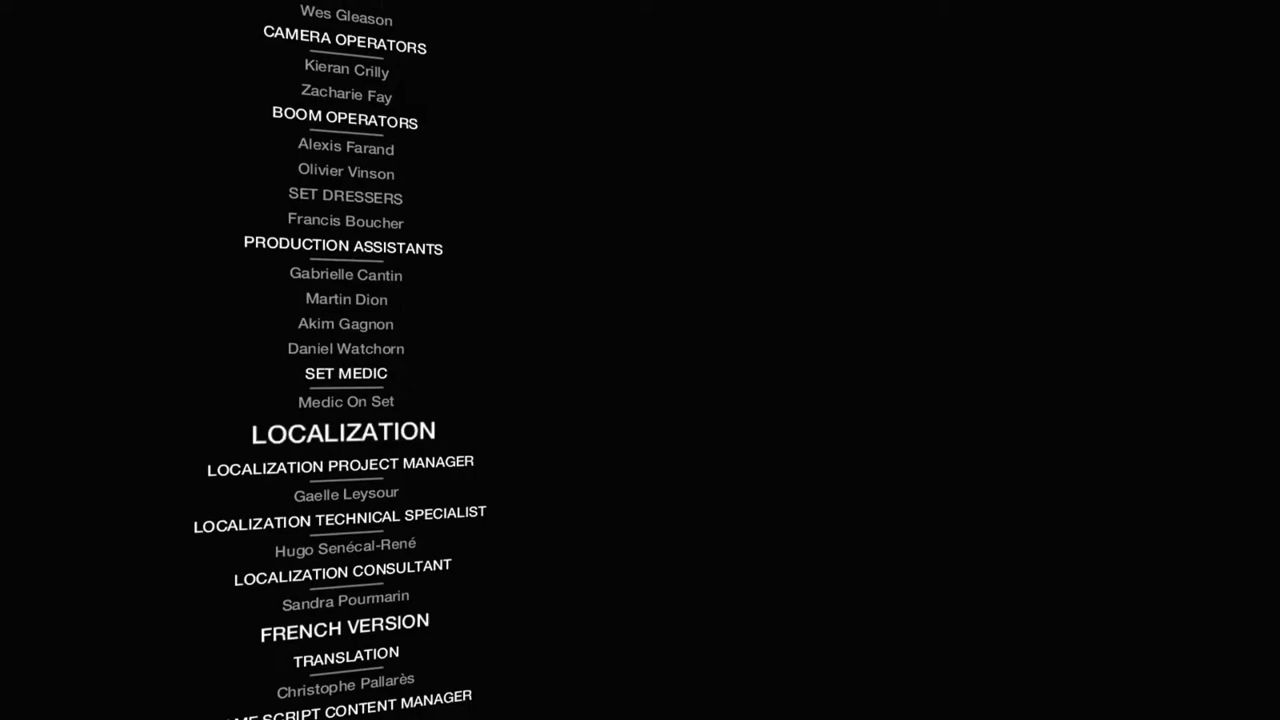 Wes Gleason
CAMERA OPERATORS
Kieran Crilly
Zacharie Fay
BOOM OPERATORS
Alexis Farand
Olivier Vinson
SET DRESSERS
Francis Boucher
PRODUCTION ASSISTANTS
Gabrielle Cantin
Martin Dion
Akim Gagnon
Daniel Watchorn
SET MEDIC
Medic On Set
LOCALIZATION
LOCALIZATION PROJECT MANAGER
Gaelle Leysour
LOCALIZATION TECHNICAL SPECIALIST
Hugo Senécal-René
LOCALIZATION CONSULTANT
Sandra Pourmarin
FRENCH VERSION
TRANSLATION
Christophe Pallarès
SCRIPT CONTENT MANAGER